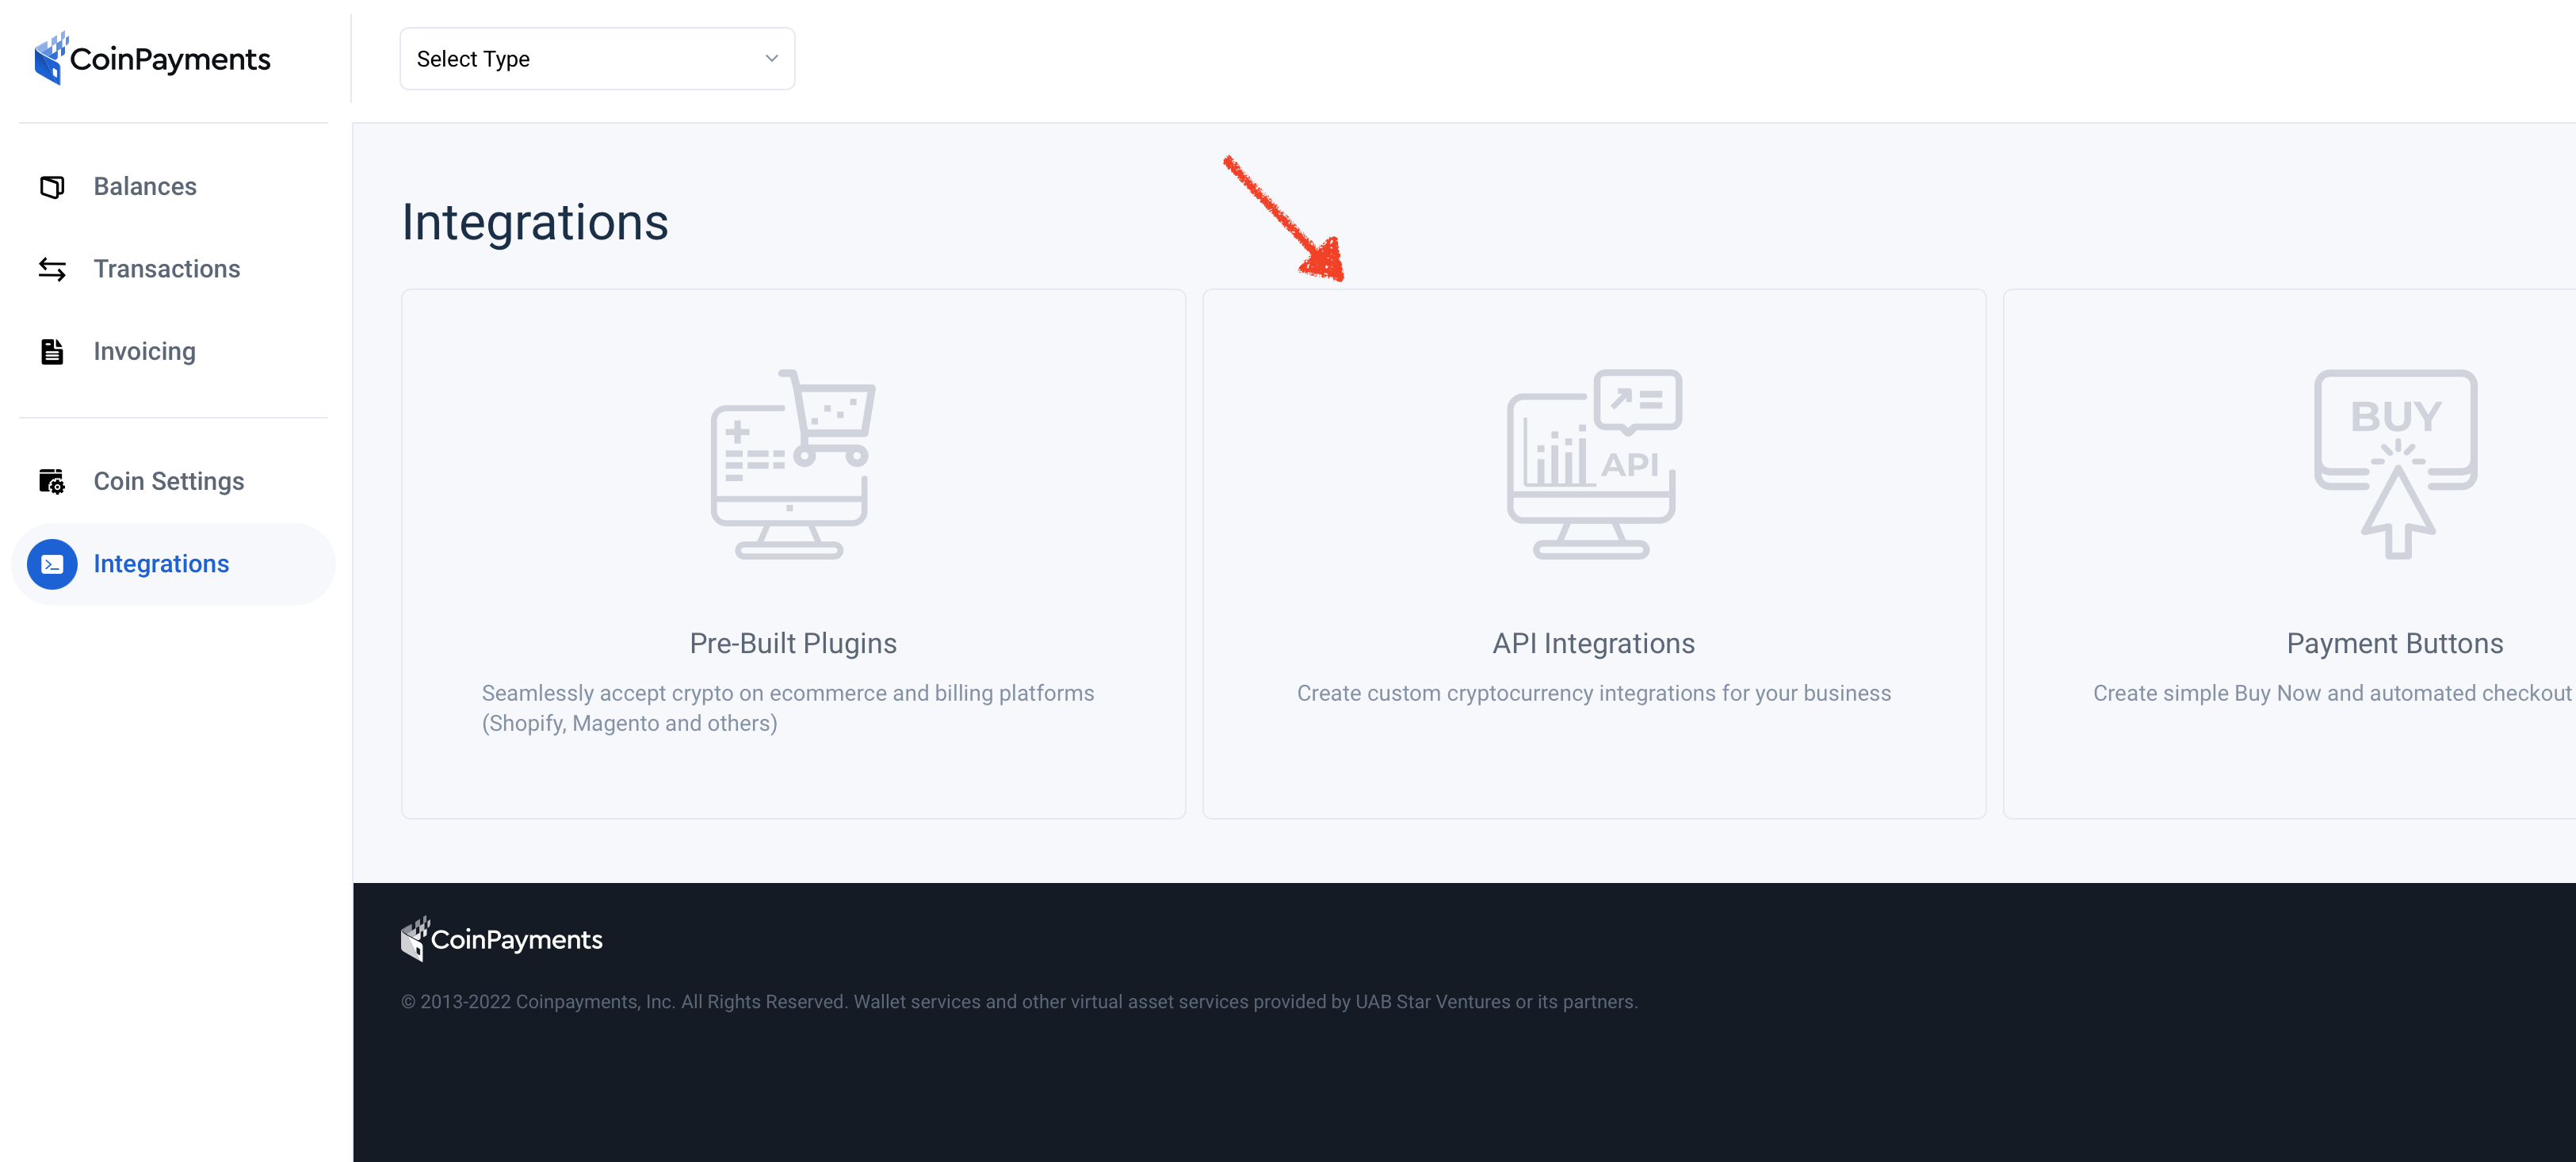 CoinPayments
Select Type
Balances
Transactions
Invoicing
Coin Settings
Integrations
Integrations
API
BUY
Pre-Built Plugins
Seamlessly accept crypto on ecommerce and billing platforms
(Shopify, Magento and others)
API Integrations
Create custom cryptocurrency integrations for your business
Payment Buttons
Create simple Buy Now and automated checkout
CoinPayments
© 2013-2022 Coinpayments, Inc. All Rights Reserved. Wallet services and other virtual asset services provided by UAB Star Ventures or its partners.